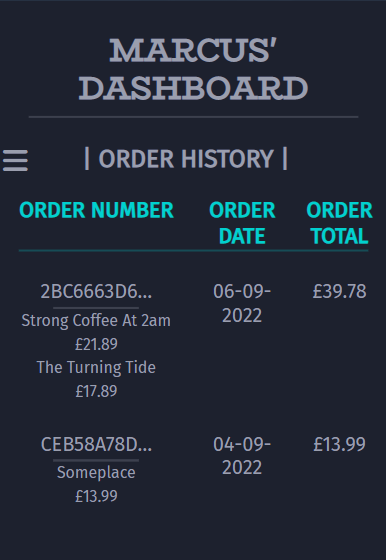 MARCUS'
DASHBOARD
| ORDER HISTORY |
ORDER NUMBER ORDER DATE ORDER TOTAL
2BC6663D6... 06-09-2022 £39.78
Strong Coffee At 2am
£21.89
The Turning Tide
£17.89
CEB58A78D... 04-09-2022 £13.99
Someplace
£13.99